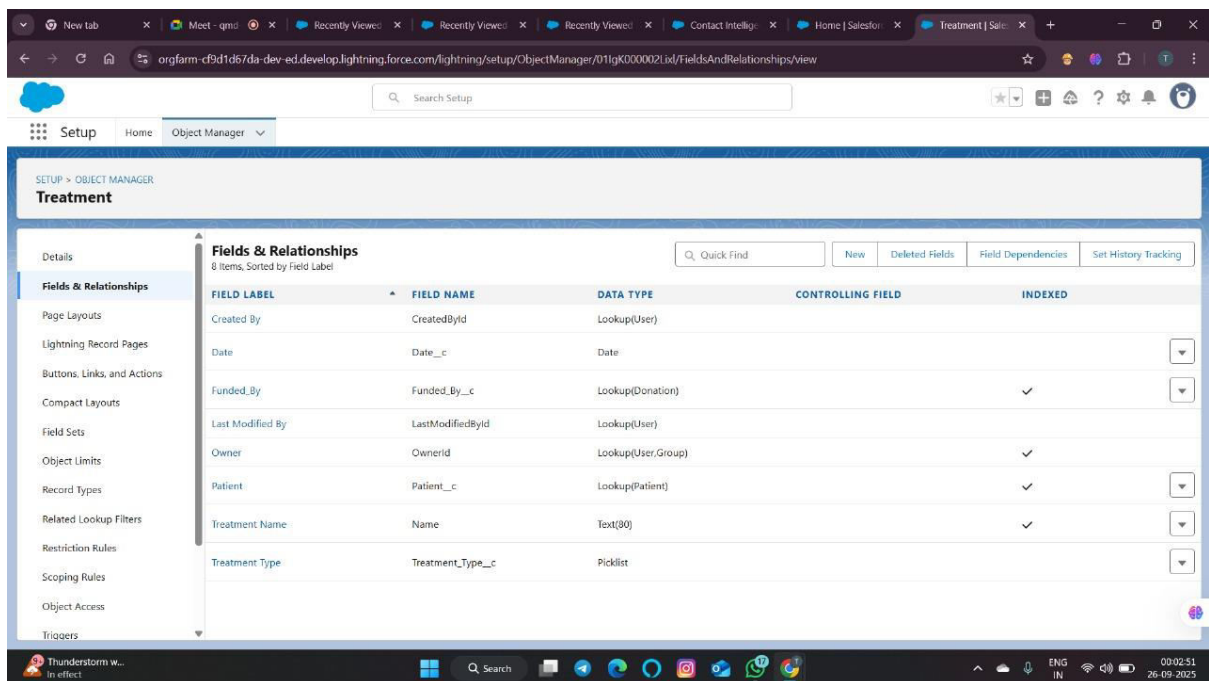 New tab
Meet - qmd
Recently Viewed
Recently Viewed
Recently Viewed
Contact Intellige
Home | Salesforc
Treatment | Sale
orgfarm-cf9d1d67da-dev-ed.develop.lightning.force.com/lightning/setup/ObjectManager/01IgK000002Lixl/FieldsAndRelationships/view
T
Search Setup
Setup Home Object Manager
SETUP > OBJECT MANAGER
Treatment
Details
Fields & Relationships
Page Layouts
Lightning Record Pages
Buttons, Links, and Actions
Compact Layouts
Field Sets
Object Limits
Record Types
Related Lookup Filters
Restriction Rules
Scoping Rules
Object Access
Triggers
Fields & Relationships
8 Items, Sorted by Field Label
Quick Find New Deleted Fields Field Dependencies Set History Tracking
FIELD LABEL FIELD NAME DATA TYPE CONTROLLING FIELD INDEXED
Created By CreatedById Lookup(User)
Date Date__c Date
Funded_By Funded_By__c Lookup(Donation)
Last Modified By LastModifiedById Lookup(User)
Owner OwnerId Lookup(User,Group)
Patient Patient__c Lookup(Patient)
Treatment Name Name Text(80)
Treatment Type Treatment_Type__c Picklist
Thunderstorm w...
In effect
Search
17
ENG
IN
00:02:51
26-09-2025